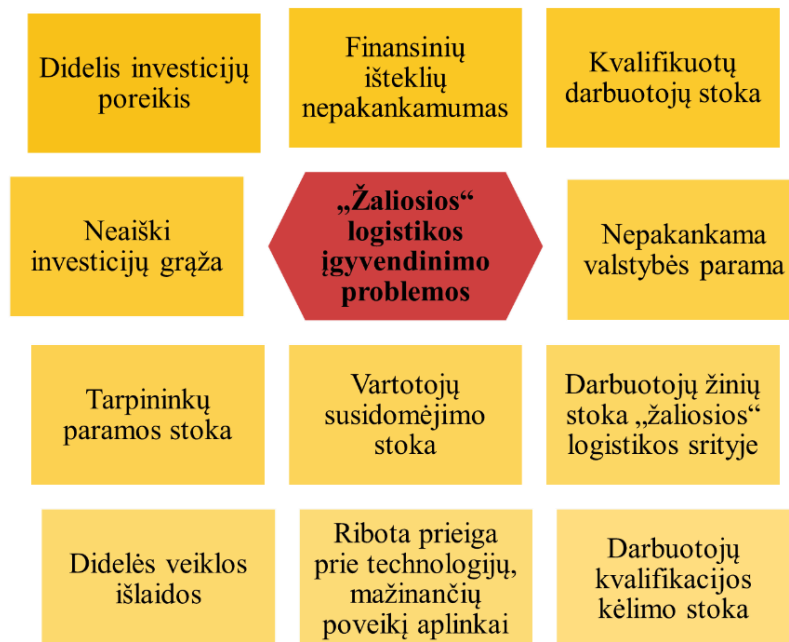 Didelis investicijų
poreikis
Finansinių
išteklių
nepakankamumas
Kvalifikuotų
darbuotojų stoka
Neaiški
investicijų grąža
„Žaliosios“
logistikos
įgyvendinimo
problemos
Nepakankama
valstybės parama
Tarpininkų
paramos stoka
Vartotojų
susidomėjimo
stoka
Darbuotojų žinių
stoka „žaliosios“
logistikos srityje
Didelės veiklos
išlaidos
Ribota prieiga
prie technologijų,
mažinančių
poveikį aplinkai
Darbuotojų
kvalifikacijos
kėlimo stoka